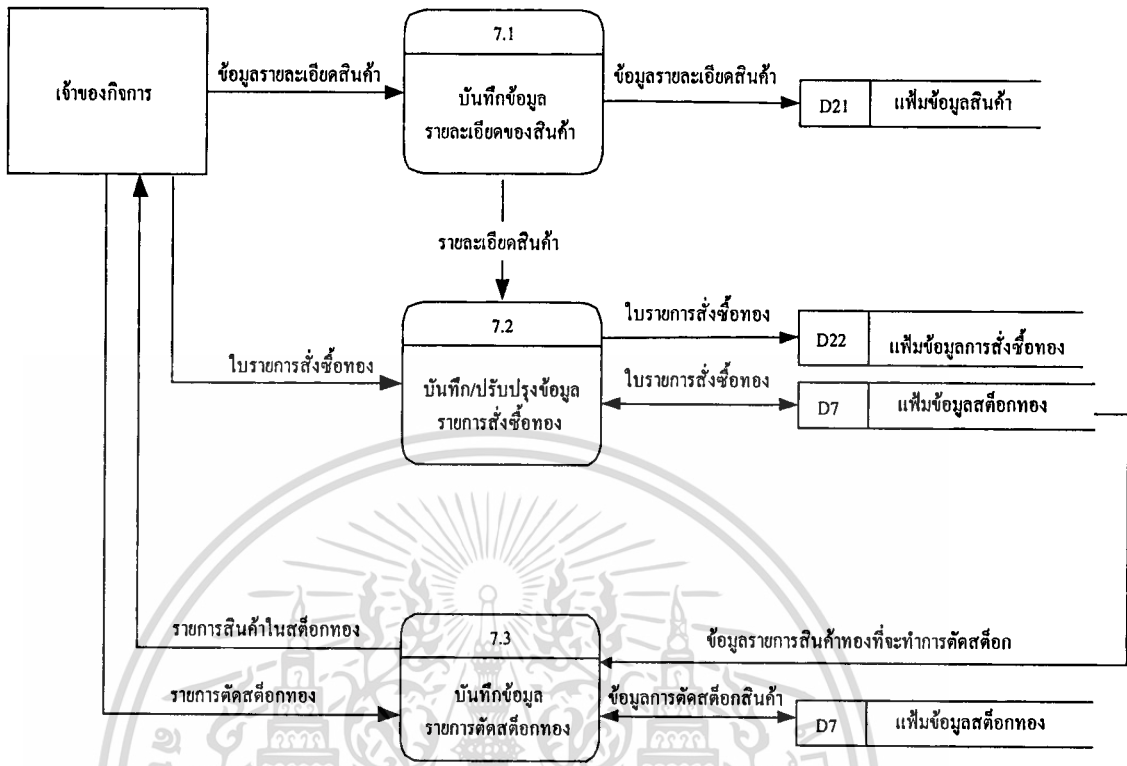 7.1
เจ้าของกิจการ
ข้อมูลรายละเอียดสินค้า
บันทึกข้อมูล
รายละเอียดของสินค้า
ข้อมูลรายละเอียดสินค้า
D21
แฟ้มข้อมูลสินค้า
รายละเอียดสินค้า
7.2
ใบรายการสั่งซื้อทอง
บันทึก/ปรับปรุงข้อมูล
รายการสั่งซื้อทอง
ใบรายการสั่งซื้อทอง
D22
แฟ้มข้อมูลการสั่งซื้อทอง
ใบรายการสั่งซื้อทอง
D7
แฟ้มข้อมูลสต็อกทอง
รายการสินค้าในสต็อกทอง
7.3
ข้อมูลรายการสินค้าทองที่จะทำการตัดสต็อก
รายการตัดสต็อกทอง
บันทึกข้อมูล
รายการตัดสต็อกทอง
ข้อมูลการตัดสต็อกสินค้า
D7
แฟ้มข้อมูลสต็อกทอง